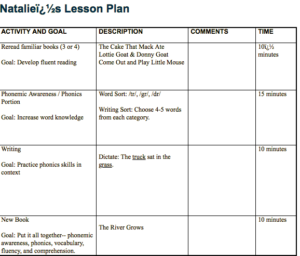 Natalieï¿½s Lesson Plan
ACTIVITY AND GOAL DESCRIPTION COMMENTS TIME
Reread familiar books (3 or 4)
Goal: Develop fluent reading
The Cake That Mack Ate
Lottie Goat & Donny Goat
Come Out and Play Little Mouse
10ï¿½
minutes
Phonemic Awareness / Phonics
Portion
Goal: Increase word knowledge
Word Sort: /tr/, /gr/, /dr/
Writing Sort: Choose 4-5 words
from each category.
15 minutes
Writing
Goal: Practice phonics skills in
context
Dictate: The truck sat in the
grass.
10 minutes
New Book
Goal: Put it all together-- phonemic
awareness, phonics, vocabulary,
fluency, and comprehension.
The River Grows
10 minutes